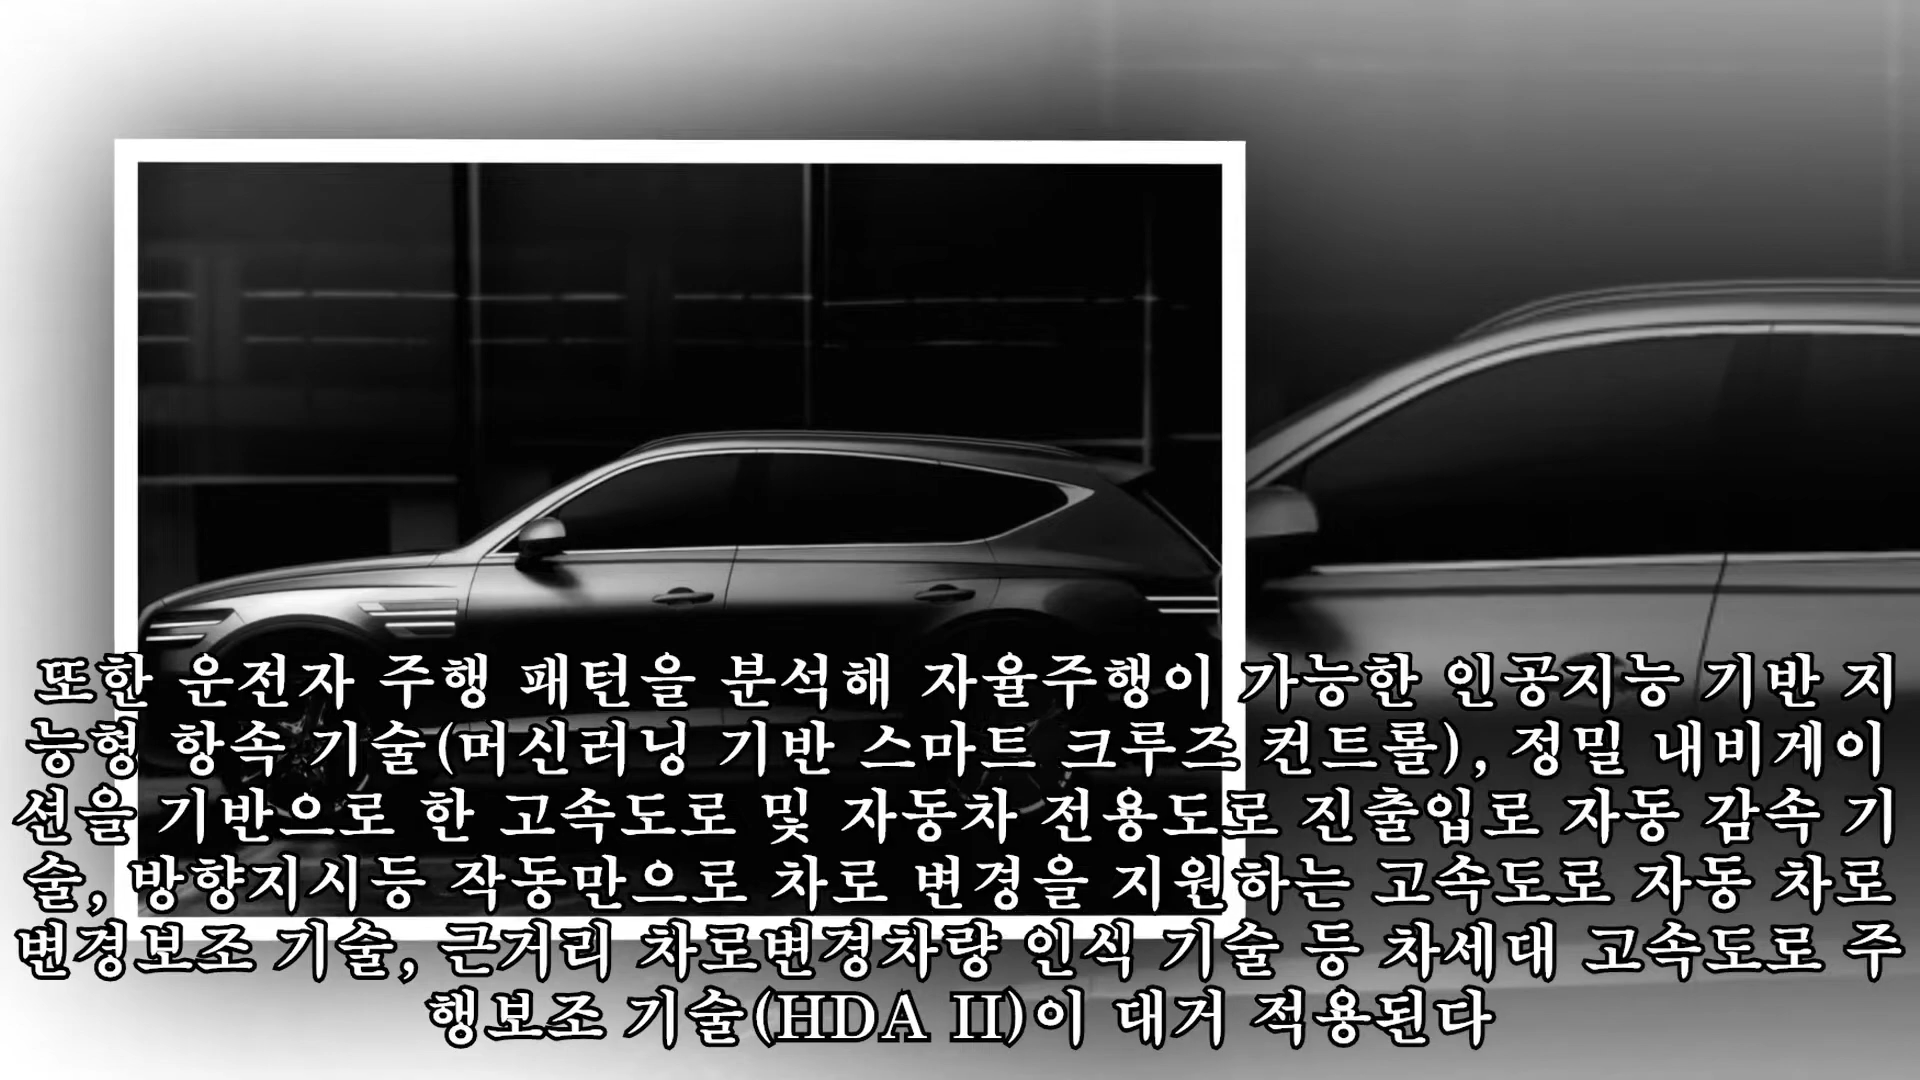 또한 운전자 주행 패턴을 분석해 자율주행이 가능한 인공지능 기반 지
능형 항속 기술(머신러닝 기반 스마트 크루즈 컨트롤), 정밀 내비게이
션을 기반으로 한 고속도로 및 자동차 전용도로 진출입로 자동 감속 기
술, 방향지시등 작동만으로 차로 변경을 지원하는 고속도로 자동 차로
변경보조 기술, 근거리 차로변경차량 인식 기술 등 차세대 고속도로 주
행보조 기술(HDA II)이 대거 적용된다